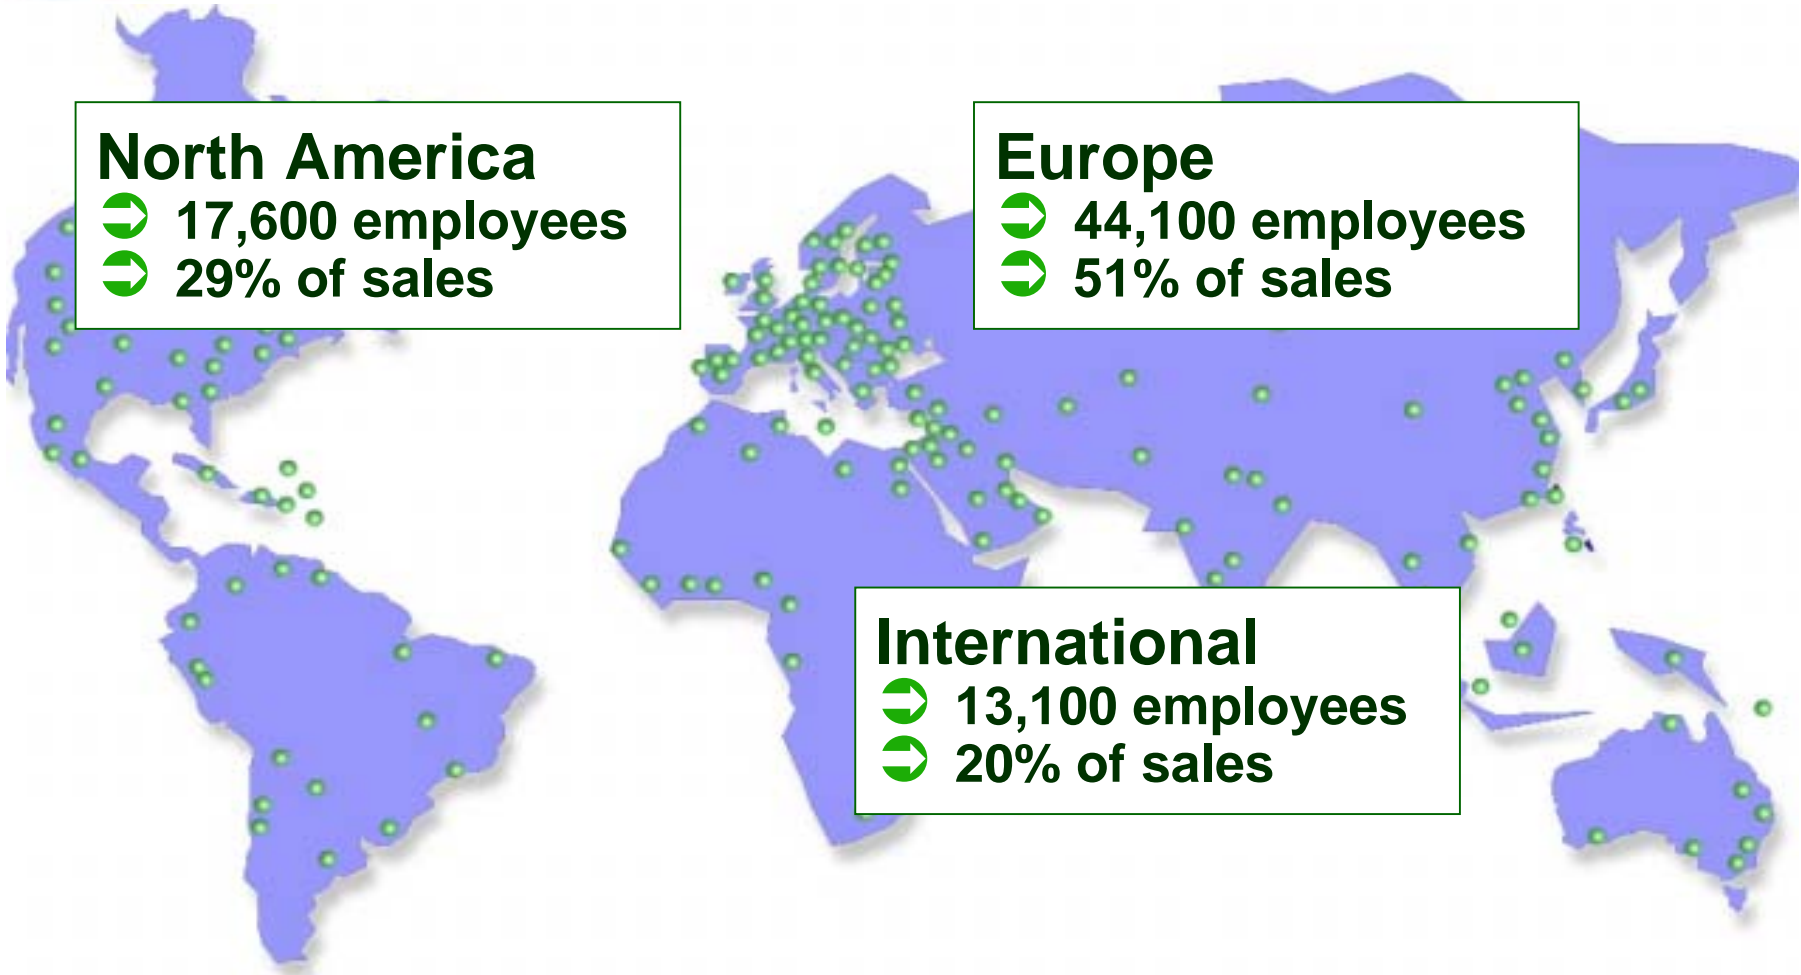 North America
17,600 employees
29% of sales
Europe
44,100 employees
51% of sales
International
13,100 employees
20% of sales